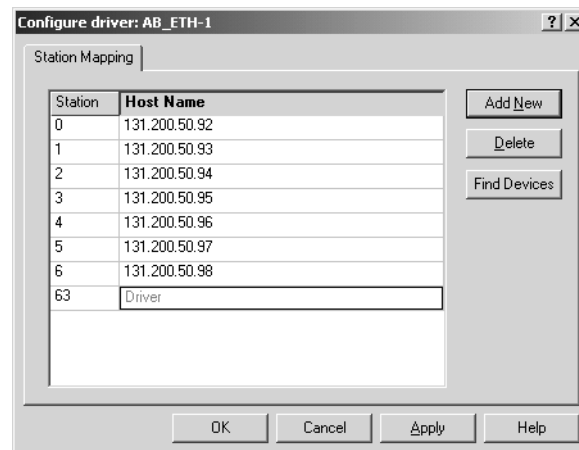 Configure driver: AB_ETH-1
Station Mapping
Station Host Name
0 131.200.50.92
1 131.200.50.93
2 131.200.50.94
3 131.200.50.95
4 131.200.50.96
5 131.200.50.97
6 131.200.50.98
63 Driver
Add New
Delete
Find Devices
OK Cancel Apply Help